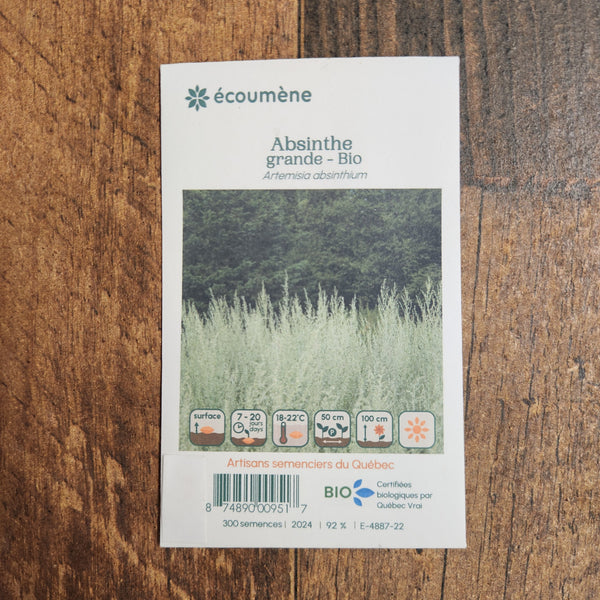 écoumène
Absinthe
grande - Bio
Artemisia absinthium
surface
7 - 20
jours
days
18-22°C
50 cm
P
100 cm
Artisans semenciers du Québec
8 74890 00951 7
BIO
Certifiées
biologiques par
Québec Vrai
300 semences | 2024 | 92 % | E-4887-22